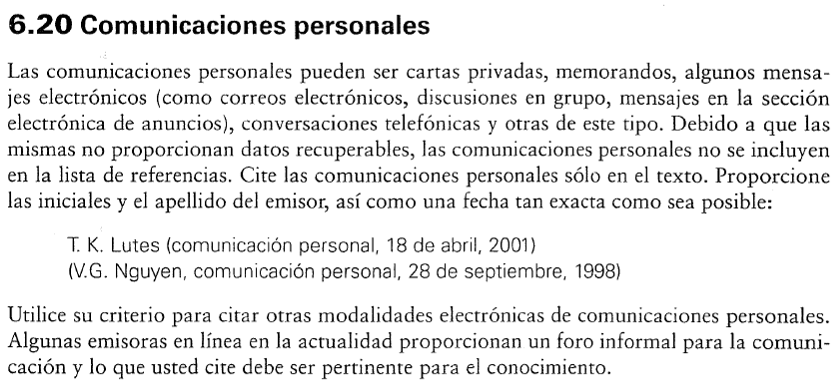 6.20 Comunicaciones personales
Las comunicaciones personales pueden ser cartas privadas, memorandos, algunos mensa-
jes electrónicos (como correos electrónicos, discusiones en grupo, mensajes en la sección
electrónica de anuncios), conversaciones telefónicas y otras de este tipo. Debido a que las
mismas no proporcionan datos recuperables, las comunicaciones personales no se incluyen
en la lista de referencias. Cite las comunicaciones personales sólo en el texto. Proporcione
las iniciales y el apellido del emisor, así como una fecha tan exacta como sea posible:
T. K. Lutes (comunicación personal, 18 de abril, 2001)
(V.G. Nguyen, comunicación personal, 28 de septiembre, 1998)
Utilice su criterio para citar otras modalidades electrónicas de comunicaciones personales.
Algunas emisoras en línea en la actualidad proporcionan un foro informal para la comuni-
cación y lo que usted cite debe ser pertinente para el conocimiento.